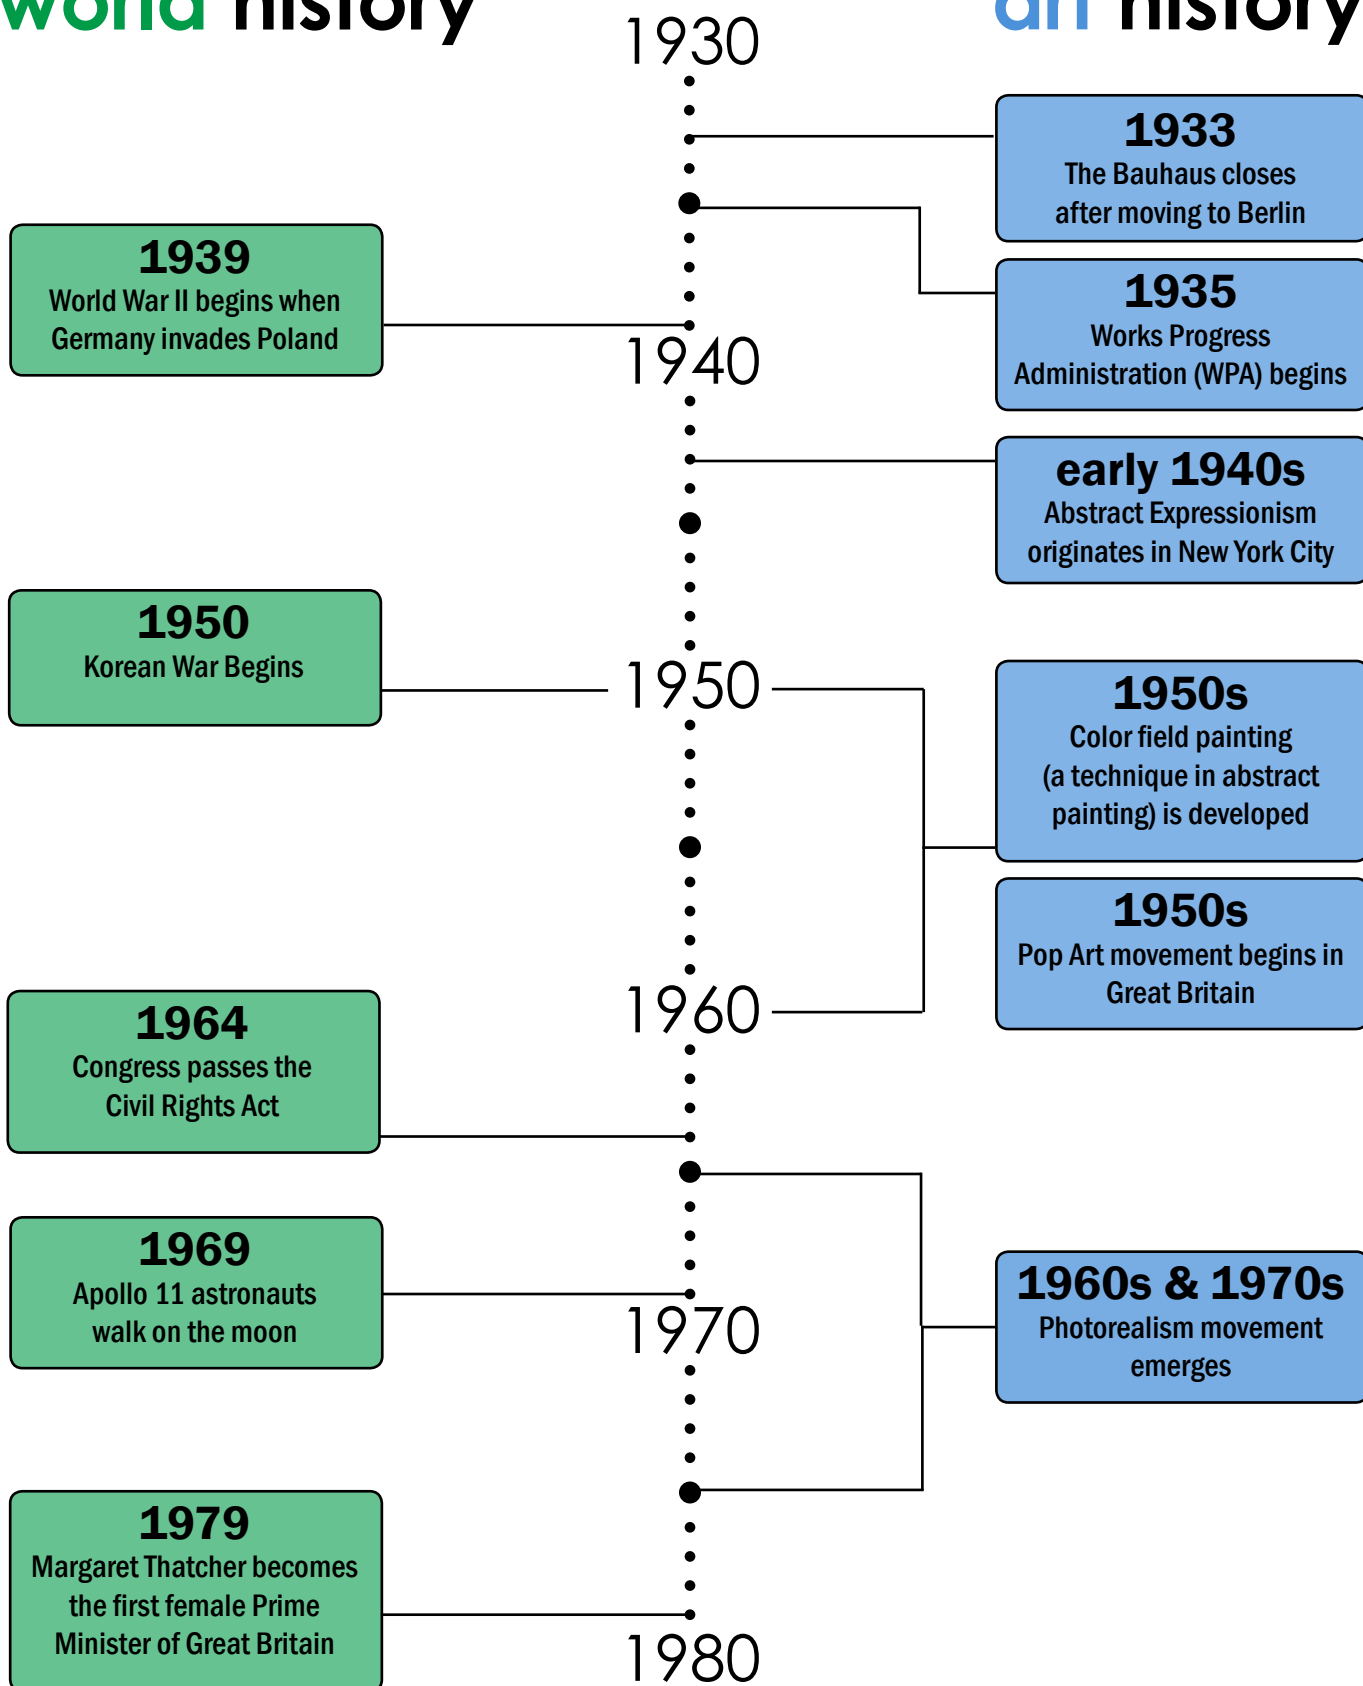 world history
art history
1930
1933
The Bauhaus closes
after moving to Berlin
1939
World War II begins when
Germany invades Poland
1935
Works Progress
Administration (WPA) begins
1940
early 1940s
Abstract Expressionism
originates in New York City
1950
Korean War Begins
1950
1950s
Color field painting
(a technique in abstract
painting) is developed
1950s
Pop Art movement begins in
Great Britain
1960
1964
Congress passes the
Civil Rights Act
1969
Apollo 11 astronauts
walk on the moon
1970
1960s & 1970s
Photorealism movement
emerges
1979
Margaret Thatcher becomes
the first female Prime
Minister of Great Britain
1980